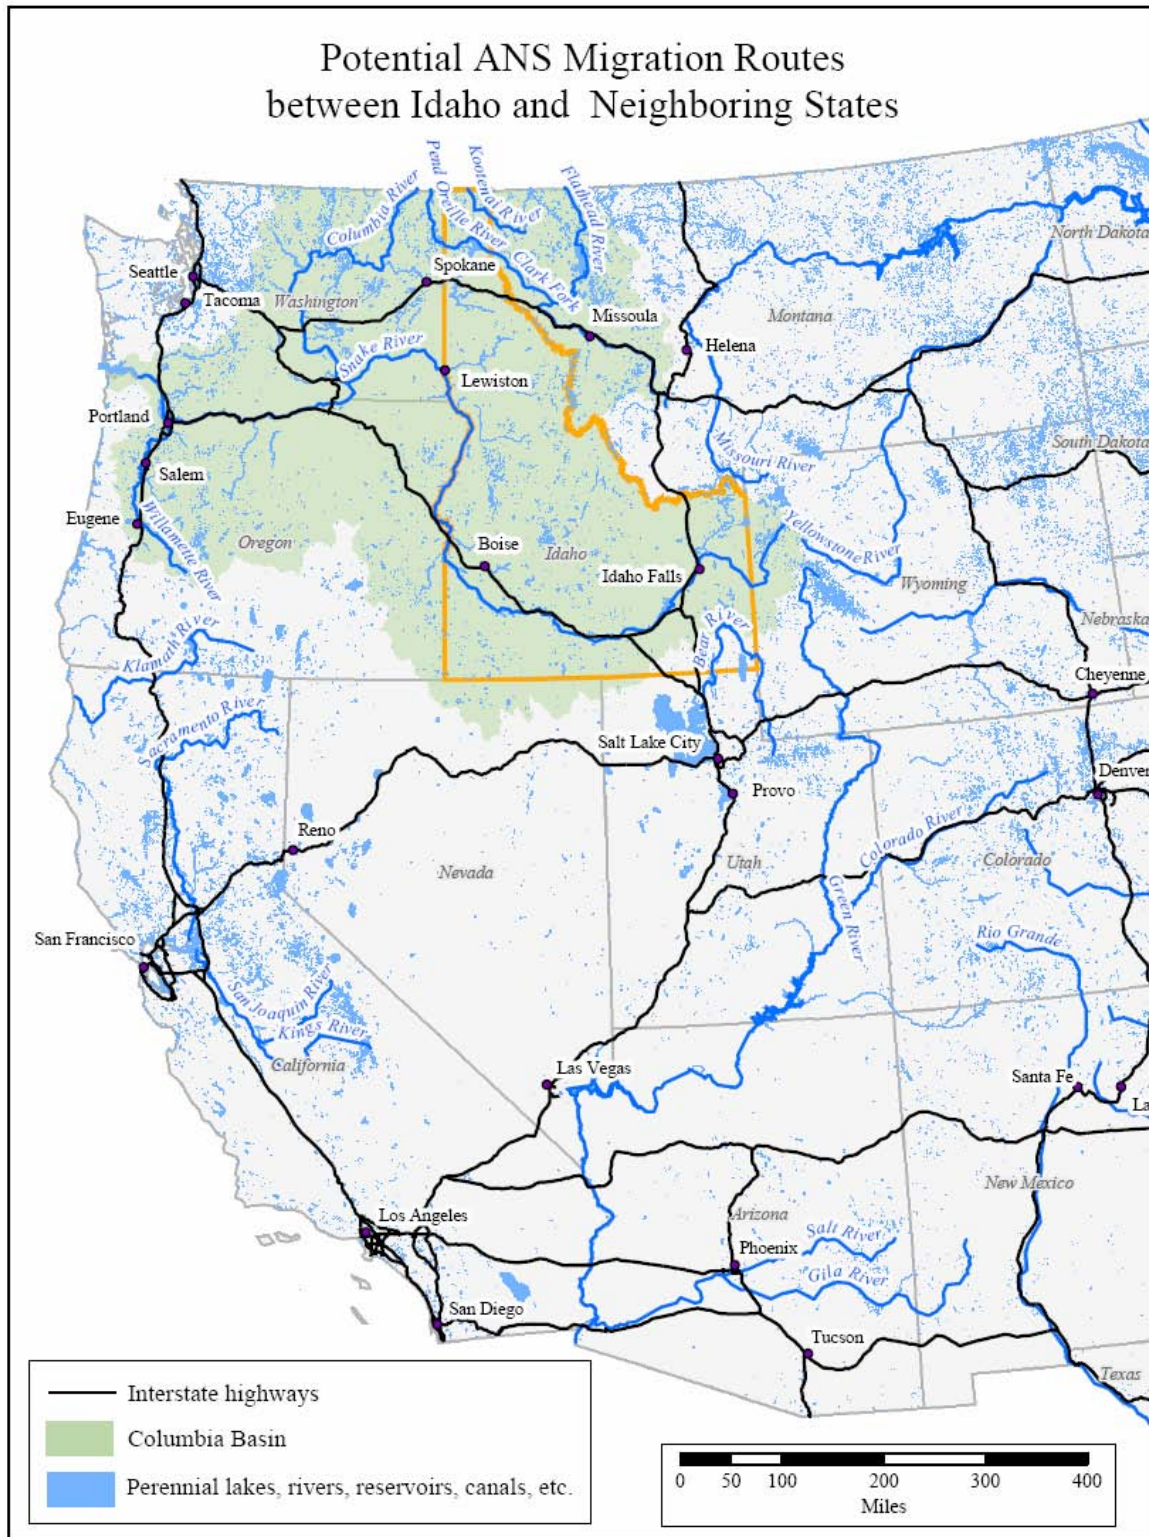 Potential ANS Migration Routes
between Idaho and Neighboring States
Columbia River
Pend Oreille River
Kootenai River
Flathead River
Clark Fork
North Dakota
Seattle
Spokane
Tacoma
Washington
Missoula
Montana
Helena
Snake River
Lewiston
Portland
South Dakota
Salem
Missouri River
Eugene
Willamette River
Oregon
Boise
Idaho
Idaho Falls
Yellowstone River
Wyoming
Nebraska
Bear River
Klamath River
Cheyenne
Sacramento River
Salt Lake City
Provo
Denver
Reno
Nevada
Utah
Colorado River
Colorado
Green River
San Francisco
Rio Grande
San Joaquin River
Kings River
California
Las Vegas
Santa Fe
La
New Mexico
Los Angeles
Arizona
Salt River
Phoenix
Gila River
San Diego
Tucson
Texas
Interstate highways
Columbia Basin
Perennial lakes, rivers, reservoirs, canals, etc.
0 50 100 200 300 400
Miles